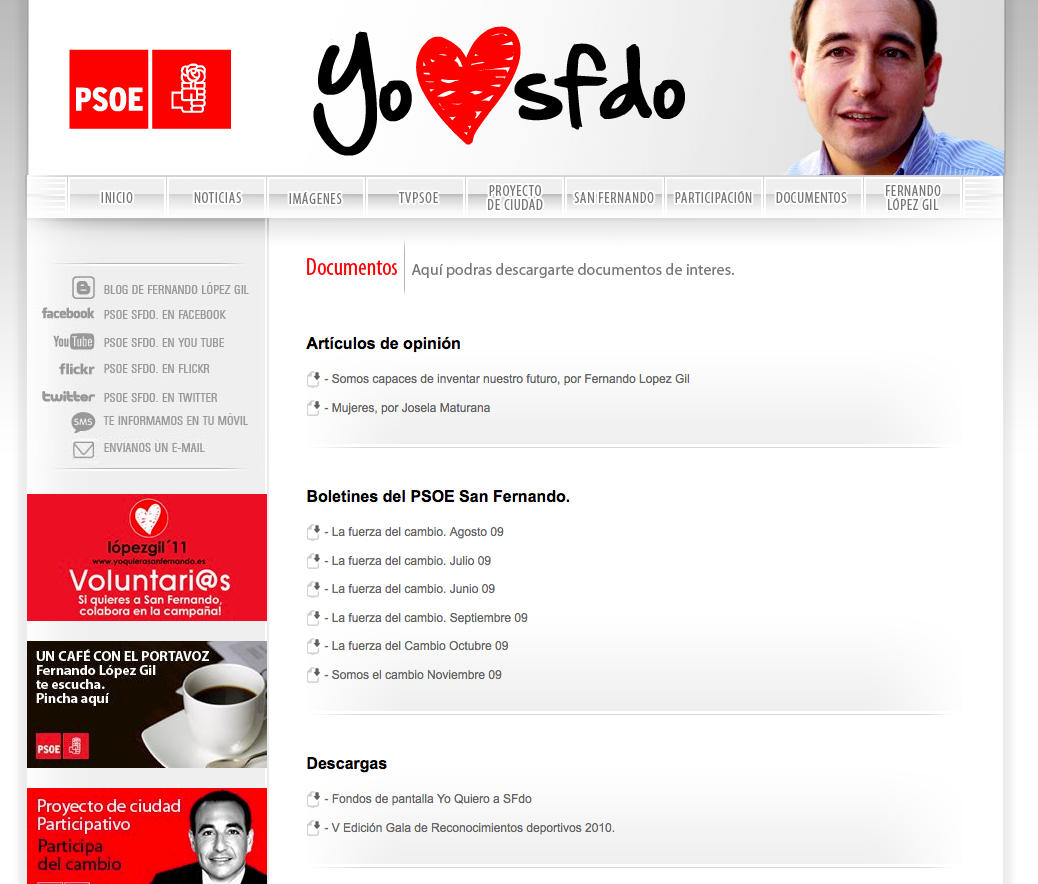 PSOE
yo sfdo
INICIO
NOTICIAS
IMÁGENES
TVPSOE
PROYECTO
DE CIUDAD
SAN FERNANDO
PARTICIPACIÓN
DOCUMENTOS
FERNANDO
LÓPEZ GIL
BLOG DE FERNANDO LÓPEZ GIL
facebook PSOE SFDO. EN FACEBOOK
YouTube PSOE SFDO. EN YOU TUBE
flickr PSOE SFDO. EN FLICKR
twitter PSOE SFDO. EN TWITTER
SMS TE INFORMAMOS EN TU MÓVIL
ENVIANOS UN E-MAIL
lópezgil´11
www.yoquierosanfernando.es
Voluntari@s
Si quieres a San Fernando,
colabora en la campaña!
UN CAFÉ CON EL PORTAVOZ
Fernando López Gil
te escucha.
Pincha aquí
PSOE
Proyecto de ciudad
Participativo
Participa
del cambio
Documentos
Aquí podras descargarte documentos de interes.
Artículos de opinión
- Somos capaces de inventar nuestro futuro, por Fernando Lopez Gil
- Mujeres, por Josela Maturana
Boletines del PSOE San Fernando.
- La fuerza del cambio. Agosto 09
- La fuerza del cambio. Julio 09
- La fuerza del cambio. Junio 09
- La fuerza del cambio. Septiembre 09
- La fuerza del Cambio Octubre 09
- Somos el cambio Noviembre 09
Descargas
- Fondos de pantalla Yo Quiero a SFdo
- V Edición Gala de Reconocimientos deportivos 2010.